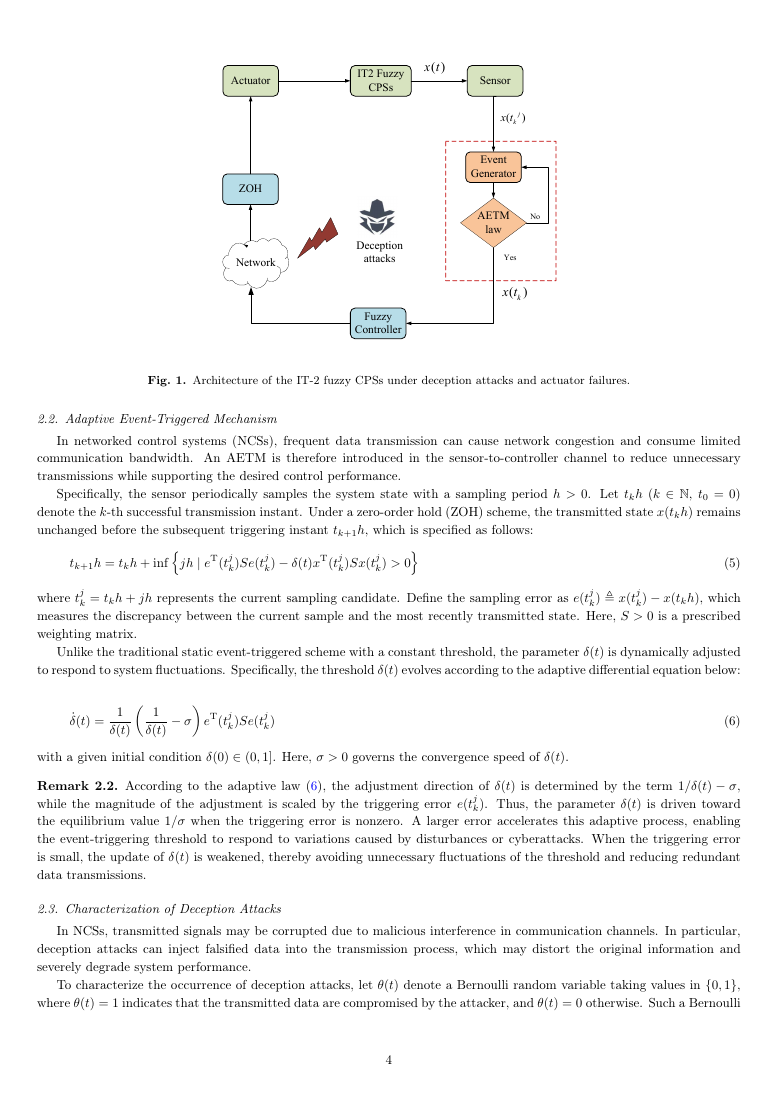 Actuator
IT2 Fuzzy
CPSs
x(t)
Sensor
x(t_k^j)
Event
Generator
ZOH
AETM
law
No
Deception
attacks
Network
Yes
x(t_k)
Fuzzy
Controller
Fig. 1. Architecture of the IT-2 fuzzy CPSs under deception attacks and actuator failures.
2.2. Adaptive Event-Triggered Mechanism
In networked control systems (NCSs), frequent data transmission can cause network congestion and consume limited
communication bandwidth. An AETM is therefore introduced in the sensor-to-controller channel to reduce unnecessary
transmissions while supporting the desired control performance.
Specifically, the sensor periodically samples the system state with a sampling period h > 0. Let t_k h (k ∈ ℕ, t_0 = 0)
denote the k-th successful transmission instant. Under a zero-order hold (ZOH) scheme, the transmitted state x(t_k h) remains
unchanged before the subsequent triggering instant t_{k+1}h, which is specified as follows:
t_{k+1}h = t_k h + inf { jh | e^T(t_k^j)Se(t_k^j) − δ(t)x^T(t_k^j)Sx(t_k^j) > 0 } (5)
where t_k^j = t_k h + jh represents the current sampling candidate. Define the sampling error as e(t_k^j) ≜ x(t_k^j) − x(t_k h), which
measures the discrepancy between the current sample and the most recently transmitted state. Here, S > 0 is a prescribed
weighting matrix.
Unlike the traditional static event-triggered scheme with a constant threshold, the parameter δ(t) is dynamically adjusted
to respond to system fluctuations. Specifically, the threshold δ(t) evolves according to the adaptive differential equation below:
δ̇(t) = 1/δ(t) (1/δ(t) − σ) e^T(t_k^j)Se(t_k^j) (6)
with a given initial condition δ(0) ∈ (0, 1]. Here, σ > 0 governs the convergence speed of δ(t).
Remark 2.2. According to the adaptive law (6), the adjustment direction of δ(t) is determined by the term 1/δ(t) − σ,
while the magnitude of the adjustment is scaled by the triggering error e(t_k^j). Thus, the parameter δ(t) is driven toward
the equilibrium value 1/σ when the triggering error is nonzero. A larger error accelerates this adaptive process, enabling
the event-triggering threshold to respond to variations caused by disturbances or cyberattacks. When the triggering error
is small, the update of δ(t) is weakened, thereby avoiding unnecessary fluctuations of the threshold and reducing redundant
data transmissions.
2.3. Characterization of Deception Attacks
In NCSs, transmitted signals may be corrupted due to malicious interference in communication channels. In particular,
deception attacks can inject falsified data into the transmission process, which may distort the original information and
severely degrade system performance.
To characterize the occurrence of deception attacks, let θ(t) denote a Bernoulli random variable taking values in {0, 1},
where θ(t) = 1 indicates that the transmitted data are compromised by the attacker, and θ(t) = 0 otherwise. Such a Bernoulli
4